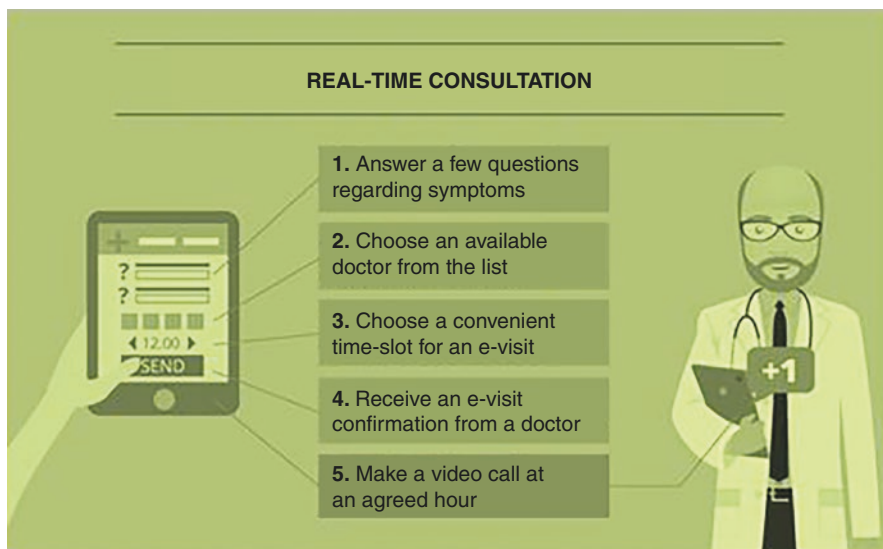 REAL-TIME CONSULTATION
1. Answer a few questions
regarding symptoms
2. Choose an available
doctor from the list
3. Choose a convenient
time-slot for an e-visit
4. Receive an e-visit
confirmation from a doctor
5. Make a video call at
an agreed hour
?
?
12.00
SEND
+1